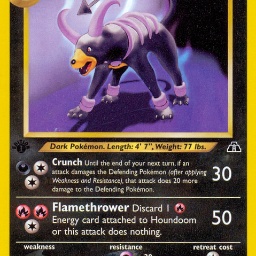 Dark Pokémon. Length: 4' 7", Weight: 77 lbs.
Crunch Until the end of your next turn, if an
attack damages the Defending Pokémon (after applying
Weakness and Resistance), that attack does 20 more
damage to the Defending Pokémon.
30
Flamethrower Discard 1
Energy card attached to Houndoom
or this attack does nothing.
50
weakness resistance retreat cost